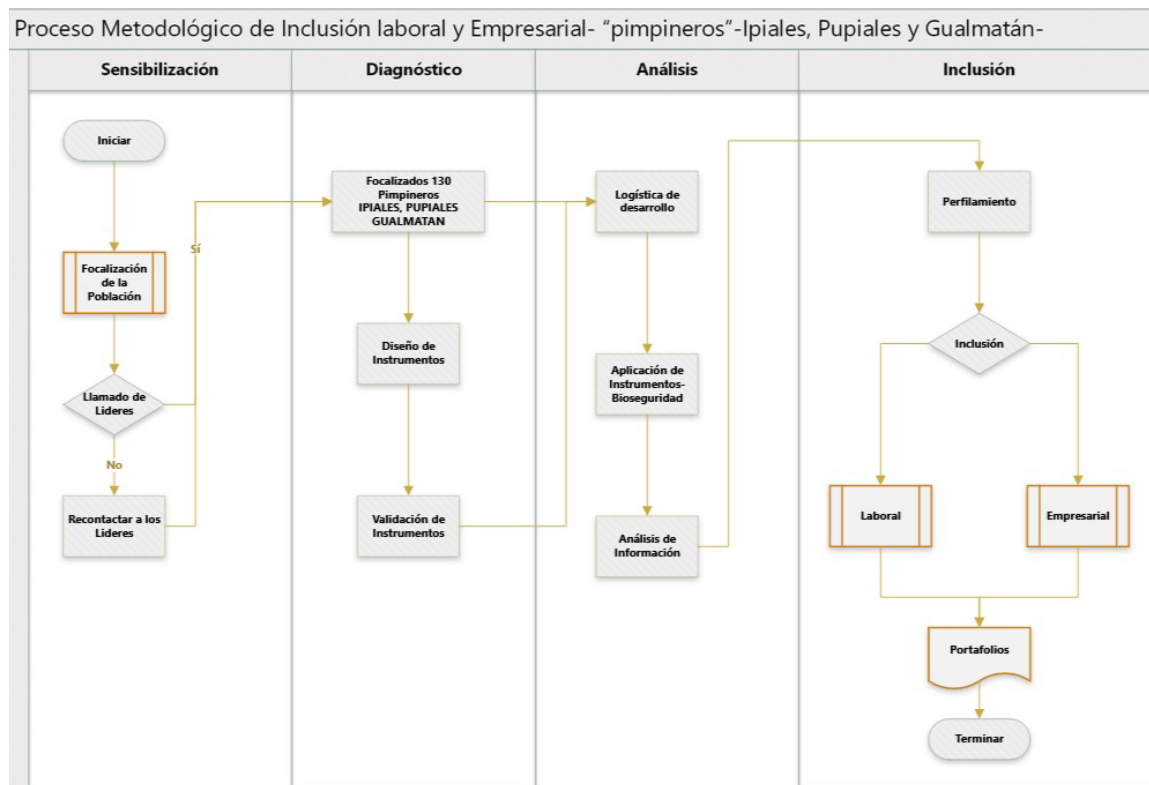 Proceso Metodológico de Inclusión laboral y Empresarial- “pimpineros”-Ipiales, Pupiales y Gualmatán-
Sensibilización
Diagnóstico
Análisis
Inclusión
Iniciar
Focalización
de la
Población
Llamado de
Lideres
Sí
No
Recontactar a los
Lideres
Focalizados 130
Pimpineros
IPIALES, PUPIALES
GUALMATAN
Diseño de
Instrumentos
Validación de
Instrumentos
Logística de
desarrollo
Aplicación de
Instrumentos-
Bioseguridad
Análisis de
Información
Perfilamiento
Inclusión
Laboral
Empresarial
Portafolios
Terminar